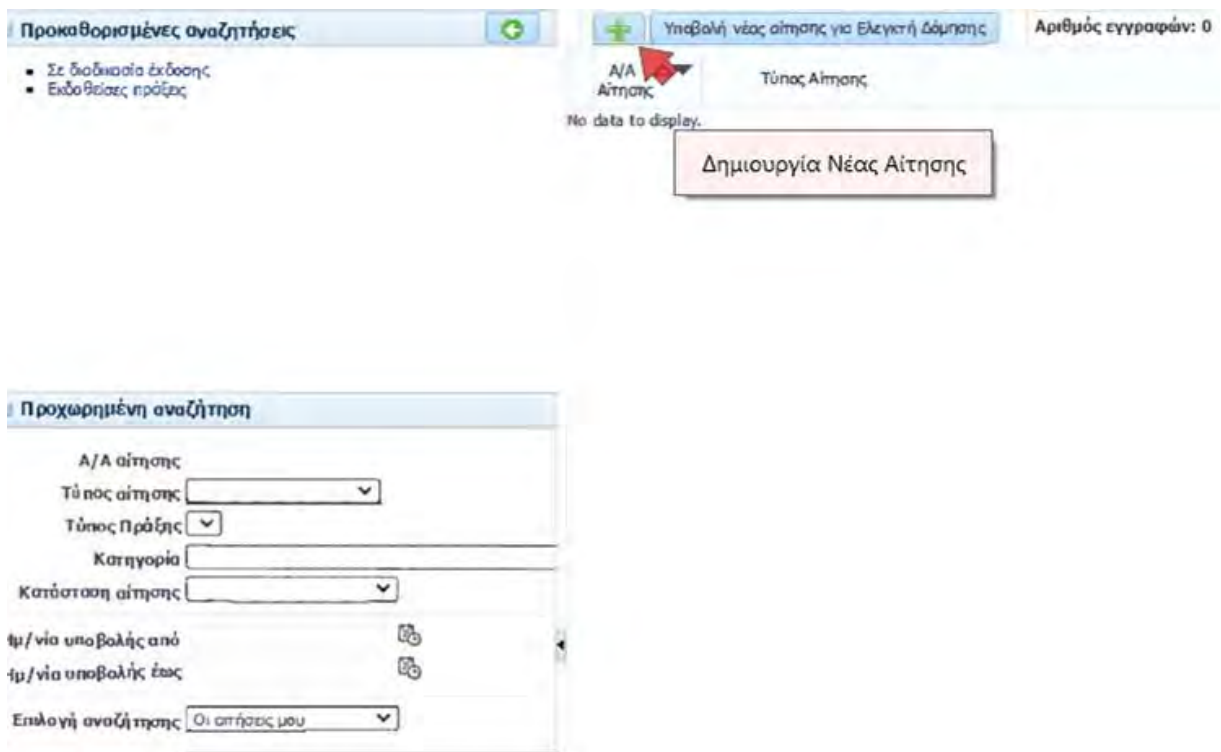 Προκαθορισμένες αναζητήσεις
Σε διαδικασία έκδοσης
Εκδοθείσες πράξεις
Υποβολή νέας αίτησης για Ελεγκτή Δόμησης
Αριθμός εγγραφών: 0
Α/Α
Αίτησης
Τύπος Αίτησης
No data to display.
Δημιουργία Νέας Αίτησης
Προχωρημένη αναζήτηση
Α/Α αίτησης
Τύπος αίτησης
Τύπος Πράξης
Κατηγορία
Κατάσταση αίτησης
Ημ/νία υποβολής από
Ημ/νία υποβολής έως
Επιλογή αναζήτησης Οι αιτήσεις μου